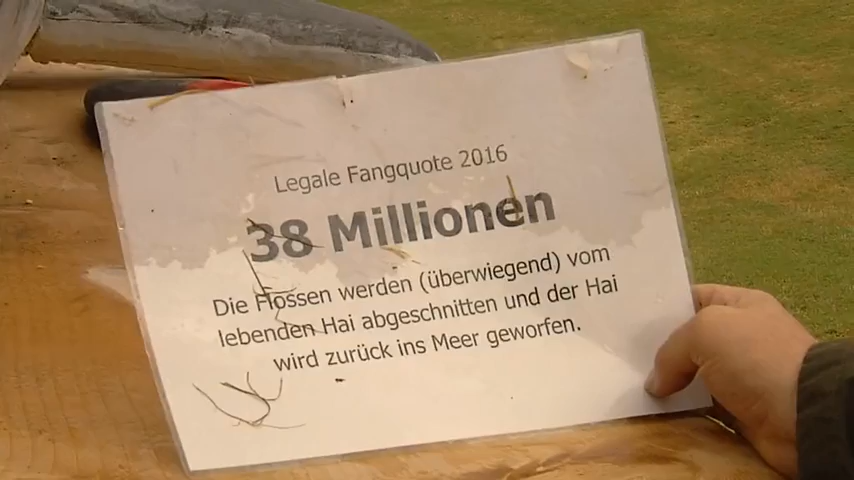 Legale Fangquote 2016
38 Millionen
Die Flossen werden (überwiegend) vom
lebenden Hai abgeschnitten und der Hai
wird zurück ins Meer geworfen.